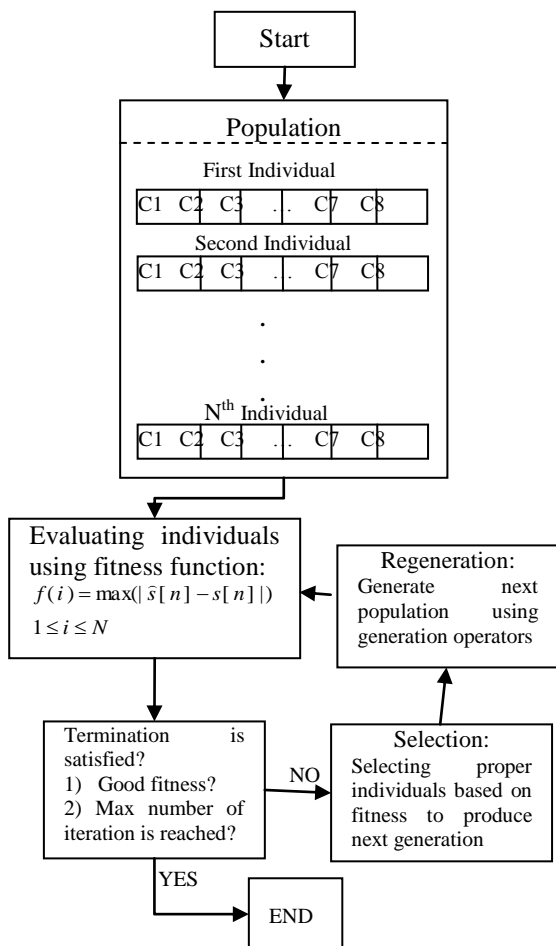 Start
Population
First Individual
C1 C2 C3 … C7 C8
Second Individual
C1 C2 C3 … C7 C8
.
.
.
Nth Individual
C1 C2 C3 … C7 C8
Evaluating individuals
using fitness function:
f(i) = max(| ŝ[n] − s[n] |)
1 ≤ i ≤ N
Regeneration:
Generate next
population using
generation operators
Termination is
satisfied?
1) Good fitness?
2) Max number of
iteration is reached?
NO
Selection:
Selecting proper
individuals based on
fitness to produce
next generation
YES
END